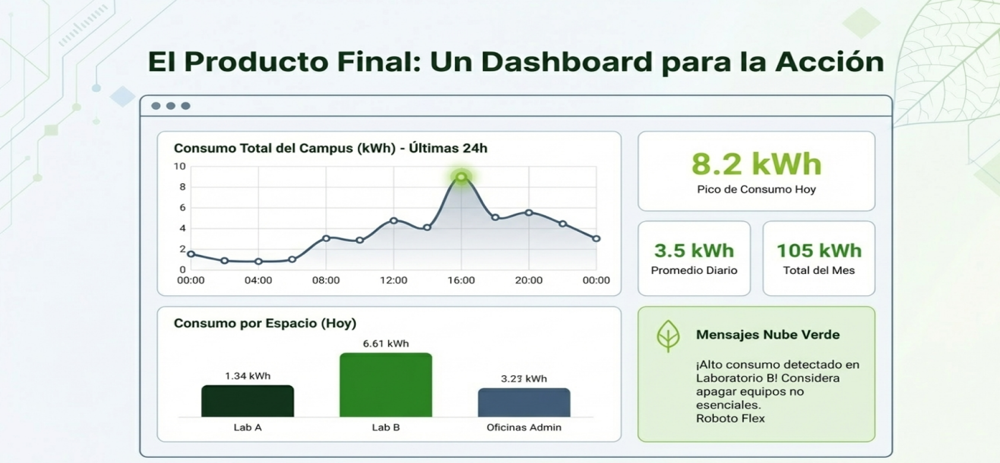 El Producto Final: Un Dashboard para la Acción
Consumo Total del Campus (kWh) - Últimas 24h
10
8
6
4
2
0
00:00 04:00 08:00 12:00 16:00 20:00 00:00
8.2 kWh
Pico de Consumo Hoy
3.5 kWh
Promedio Diario
105 kWh
Total del Mes
Consumo por Espacio (Hoy)
1.34 kWh
6.61 kWh
kWh
Lab A
Lab B
Oficinas Admin
Mensajes Nube Verde
¡Alto consumo detectado en
Laboratorio B! Considera
apagar equipos no
esenciales.
Roboto Flex